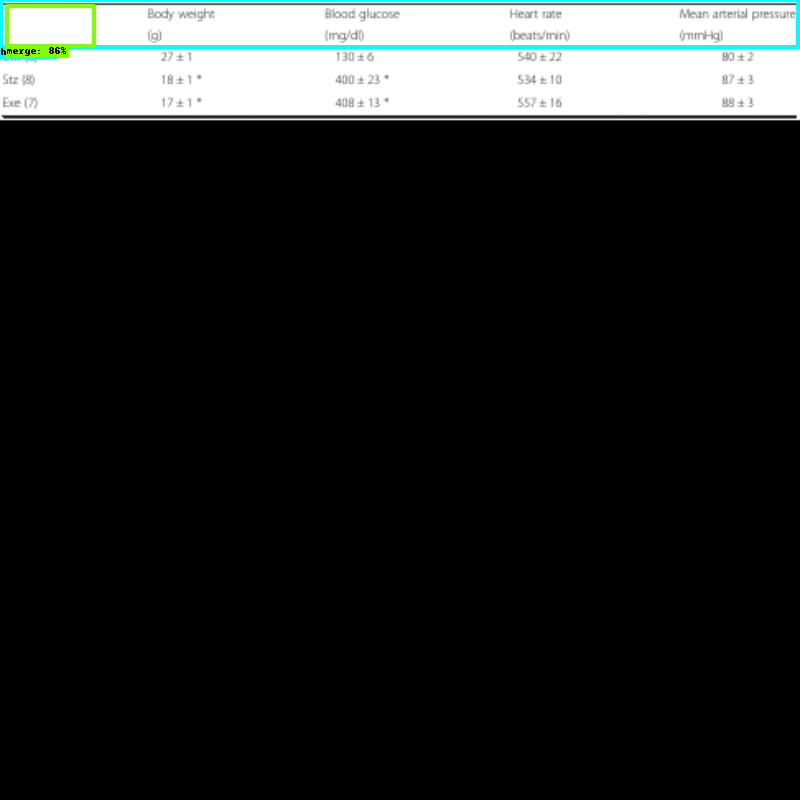 Body weight Blood glucose Heart rate Mean arterial pressure
(g) (mg/dl) (beats/min) (mmHg)
merge: 86%
27 ± 1 130 ± 6 540 ± 22 80 ± 2
Stz (8) 18 ± 1 * 400 ± 23 * 534 ± 10 87 ± 3
Exe (7) 17 ± 1 * 408 ± 13 * 557 ± 16 88 ± 3